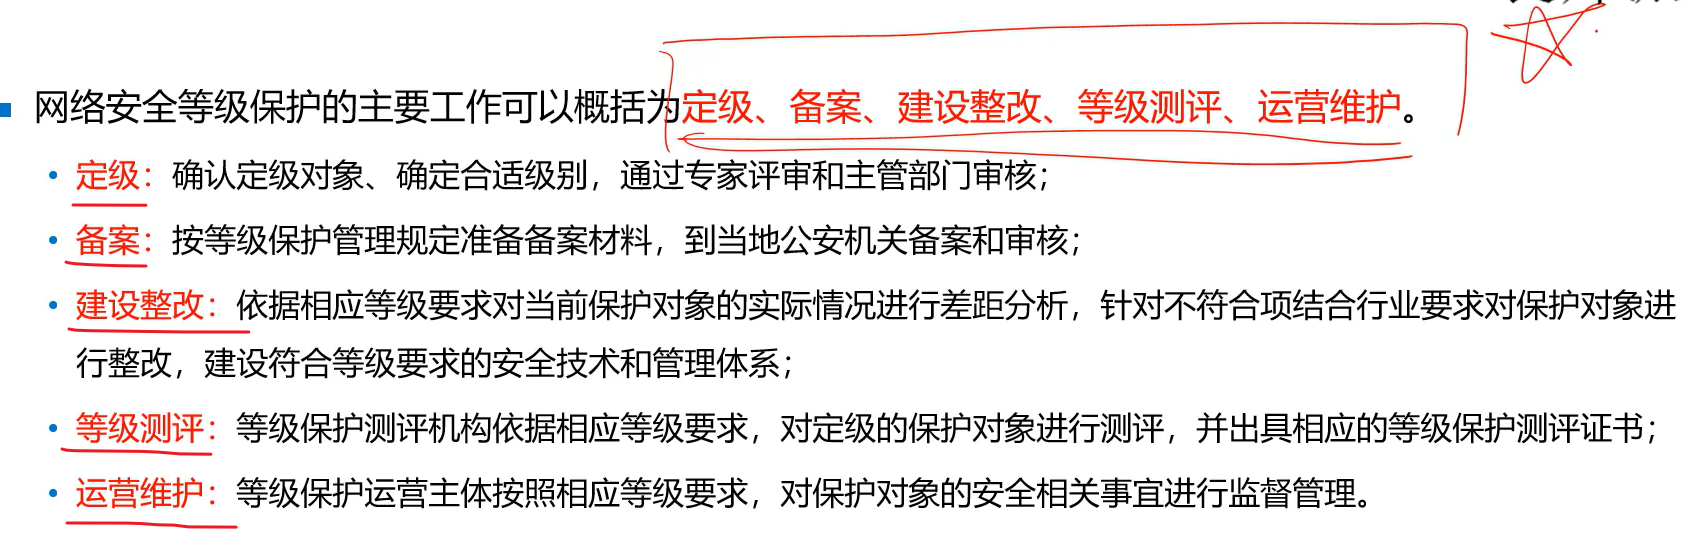 网络安全等级保护的主要工作可以概括为定级、备案、建设整改、等级测评、运营维护。
定级：确认定级对象、确定合适级别，通过专家评审和主管部门审核；
备案：按等级保护管理规定准备备案材料，到当地公安机关备案和审核；
建设整改：依据相应等级要求对当前保护对象的实际情况进行差距分析，针对不符合项结合行业要求对保护对象进
行整改，建设符合等级要求的安全技术和管理体系；
等级测评：等级保护测评机构依据相应等级要求，对定级的保护对象进行测评，并出具相应的等级保护测评证书；
运营维护：等级保护运营主体按照相应等级要求，对保护对象的安全相关事宜进行监督管理。